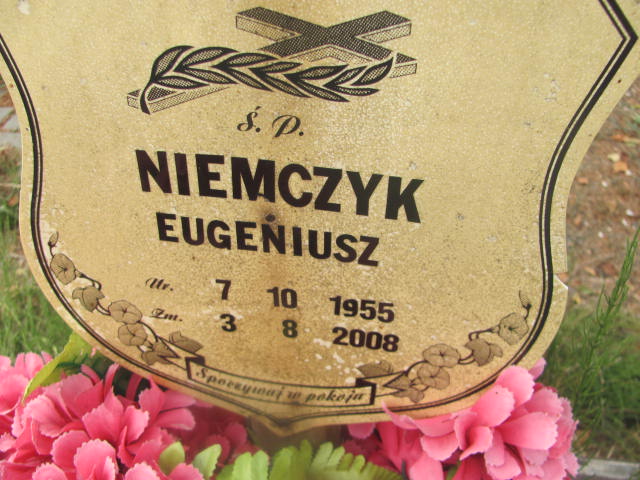 Ś. P.
NIEMCZYK
EUGENIUSZ
Ur. 7 10 1955
Zm. 3 8 2008
Spoczywaj w pokoju